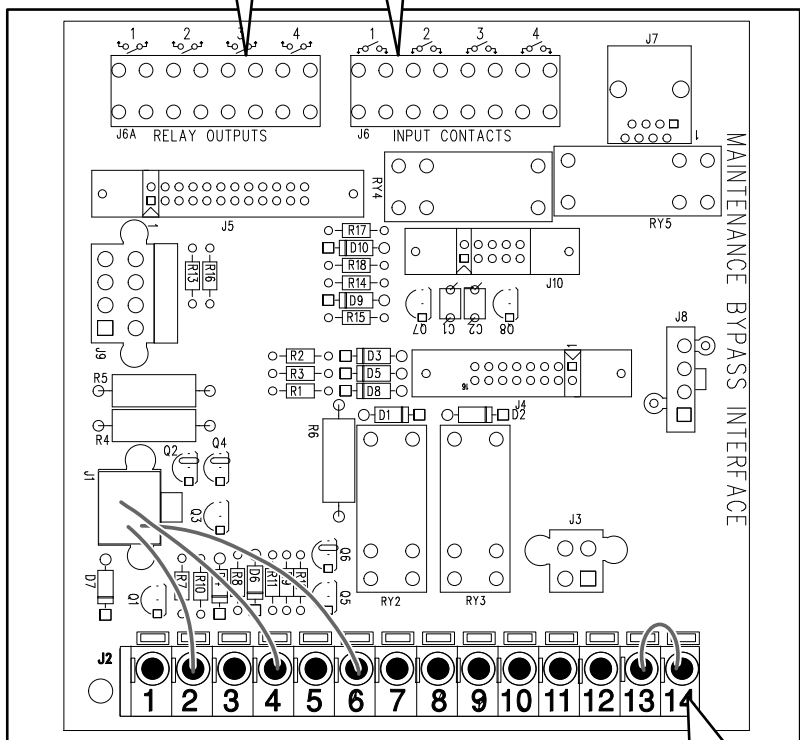 1 2 3 4
1 2 3 4
J7
J6A RELAY OUTPUTS
J6 INPUT CONTACTS
1
MAINTENANCE BYPASS INTERFACE
RY4
RY5
J5
1
R17
D10
R18
R14
D9
R15
R13
R16
J10
Q7
C1
C2
Q8
J9
J8
R2
D3
R3
D5
R1
D8
1
16
J4
R5
R4
D1
D2
R6
Q2
Q4
J1
Q3
J3
Q6
D7
R7
R10
R8
D6
R11
Q1
Q5
RY2
RY3
J2
1 2 3 4 5 6 7 8 9 10 11 12 13 14